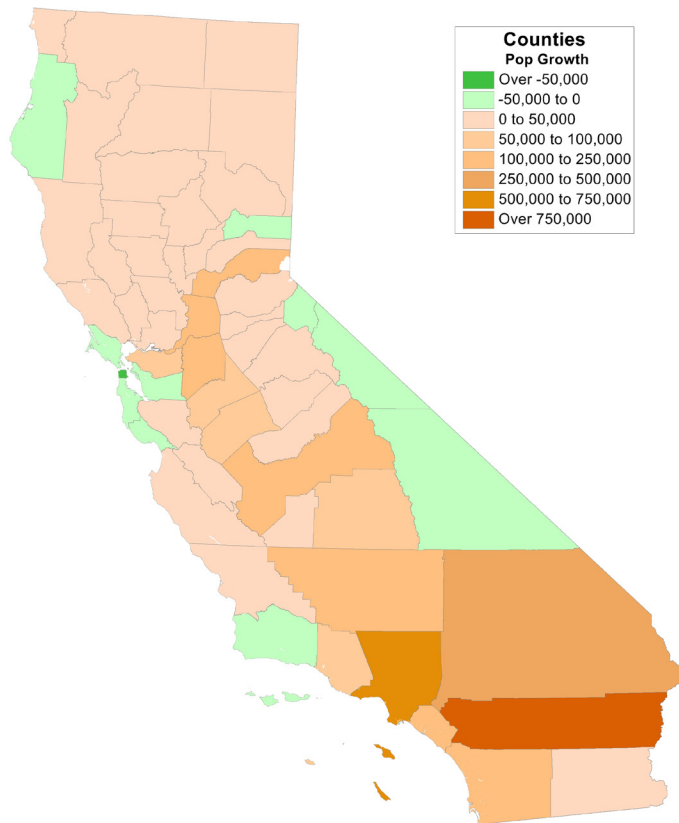 Counties
Pop Growth
Over -50,000
-50,000 to 0
0 to 50,000
50,000 to 100,000
100,000 to 250,000
250,000 to 500,000
500,000 to 750,000
Over 750,000